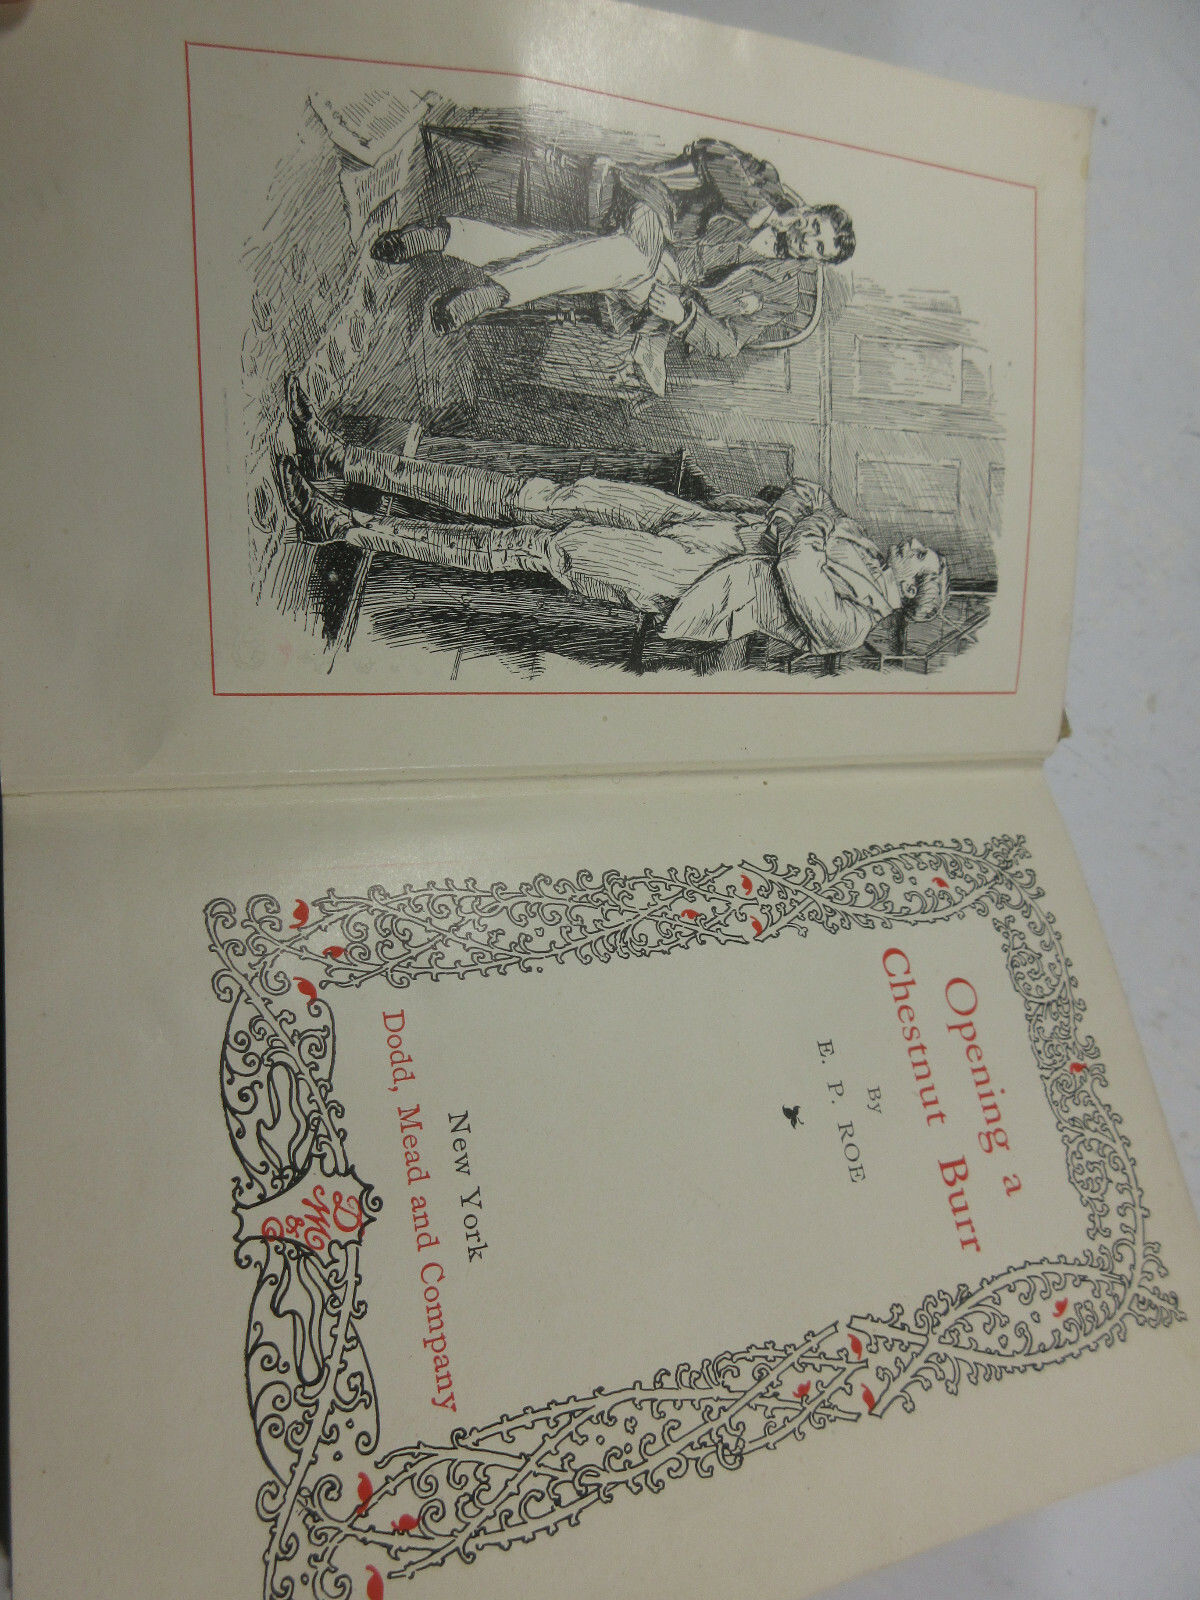 Opening a
Chestnut Burr
By
E. P. ROE
New York
Dodd, Mead and Company
D
M
& C